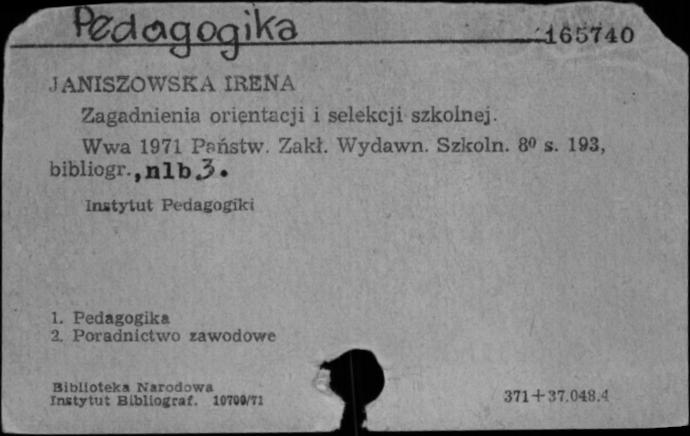 Pedagogika
165740
JANISZOWSKA IRENA
Zagadnienia orientacji i selekcji szkolnej.
Wwa 1971 Państw. Zakł. Wydawn. Szkoln. 8⁰ s. 193,
bibliogr., nlb.3.
Instytut Pedagogiki
1. Pedagogika
2. Poradnictwo zawodowe
Biblioteka Narodowa
Instytut Bibliograf. 10700/71
371+37.048.4